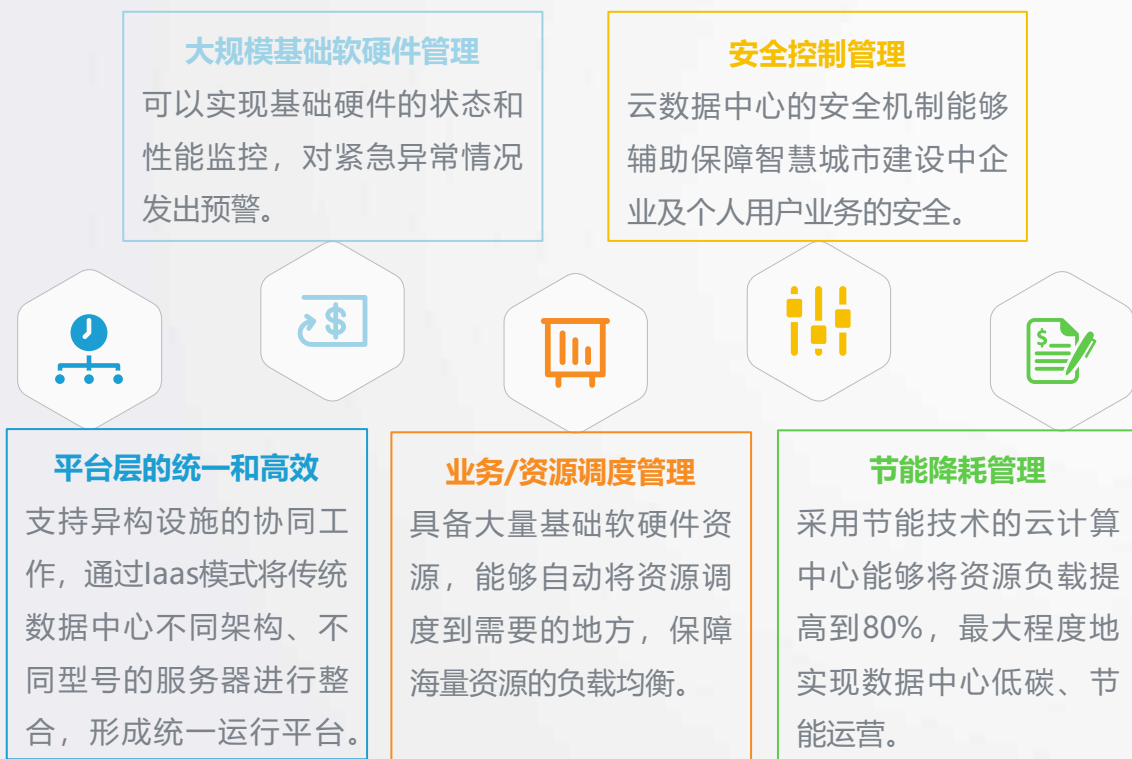 大规模基础软硬件管理
可以实现基础硬件的状态和
性能监控，对紧急异常情况
发出预警。
安全控制管理
云数据中心的安全机制能够
辅助保障智慧城市建设中企
业及个人用户业务的安全。
$
$
平台层的统一和高效
支持异构设施的协同工
作，通过Iaas模式将传统
数据中心不同架构、不
同型号的服务器进行整
合，形成统一运行平台。
业务/资源调度管理
具备大量基础软硬件资
源，能够自动将资源调
度到需要的地方，保障
海量资源的负载均衡。
节能降耗管理
采用节能技术的云计算
中心能够将资源负载提
高到80%，最大程度地
实现数据中心低碳、节
能运营。